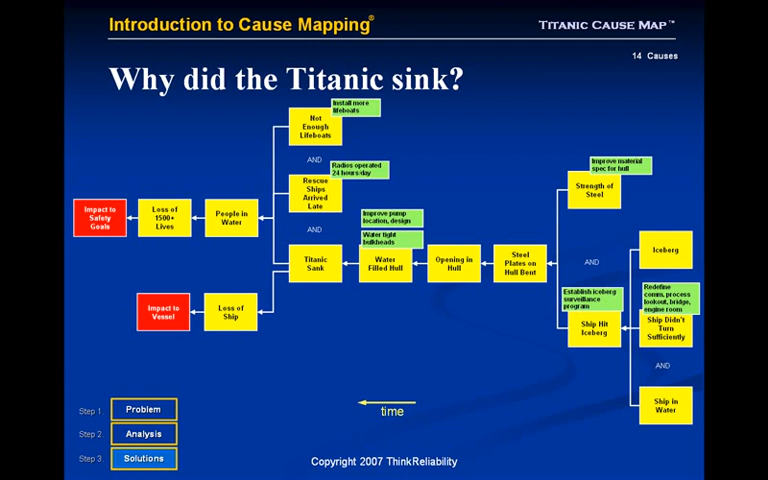 Introduction to Cause Mapping®
TITANIC CAUSE MAP™
14 Causes
Why did the Titanic sink?
Install more
lifeboats
Not
Enough
Lifeboats
AND
Radios operated
24 hours/day
Rescue
Ships
Arrived
Late
AND
Improve material
spec for hull
Strength of
Steel
Impact to
Safety
Goals
Loss of
1500+
Lives
People in
Water
Improve pump
location, design
Water tight
bulkheads
Titanic
Sank
Water
Filled Hull
Opening in
Hull
Steel
Plates on
Hull Bent
AND
Iceberg
Establish iceberg
surveillance
program
Redefine
comm, process
lookout, bridge,
engine room
Impact to
Vessel
Loss of
Ship
Ship Hit
Iceberg
Ship Didn't
Turn
Sufficiently
AND
Ship in
Water
time
Step 1. Problem
Step 2. Analysis
Step 3. Solutions
Copyright 2007 ThinkReliability